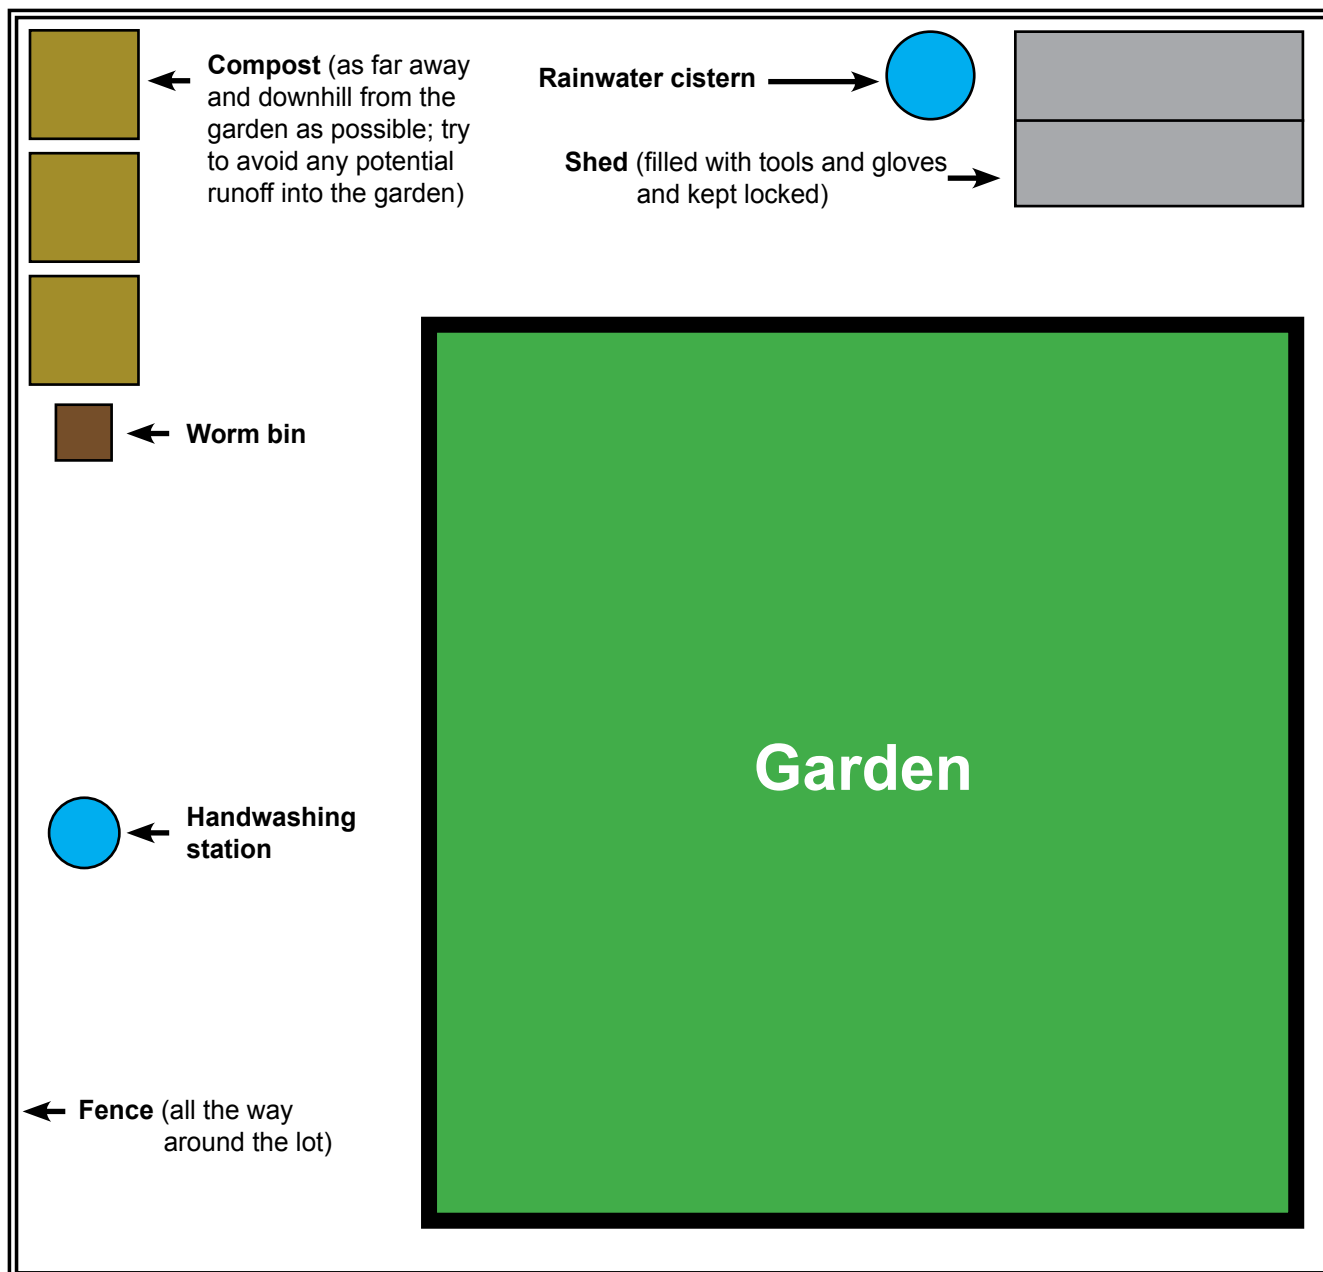 Compost (as far away
and downhill from the
garden as possible; try
to avoid any potential
runoff into the garden)
Rainwater cistern
Shed (filled with tools and gloves
and kept locked)
Worm bin
Garden
Handwashing
station
Fence (all the way
around the lot)